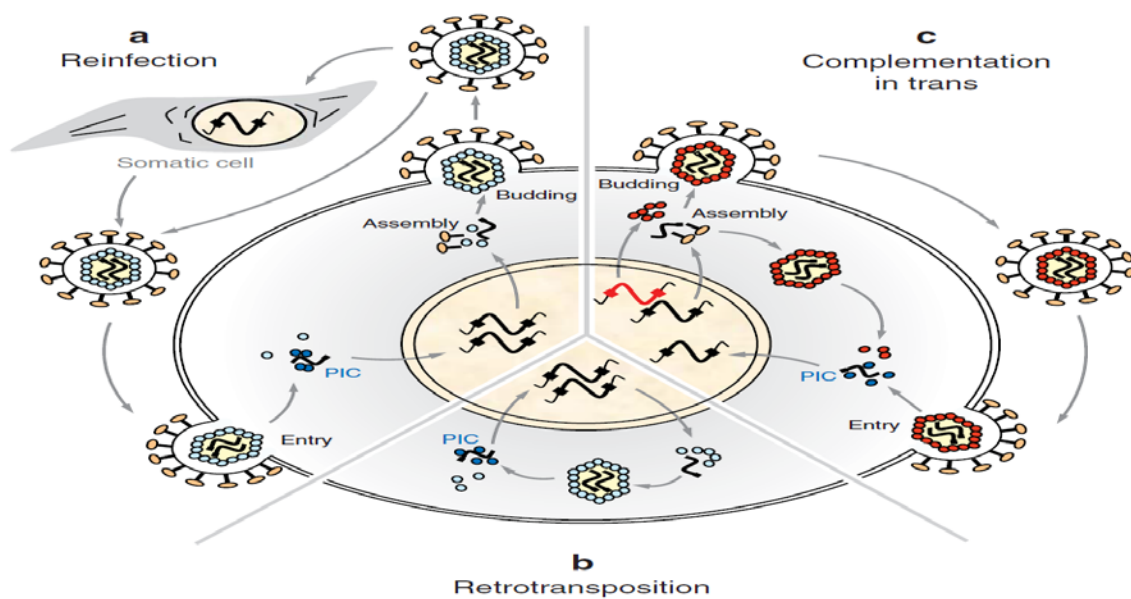 a
Reinfection
Somatic cell
Budding
Assembly
PIC
Entry
c
Complementation
in trans
Budding
Assembly
PIC
Entry
PIC
b
Retrotransposition